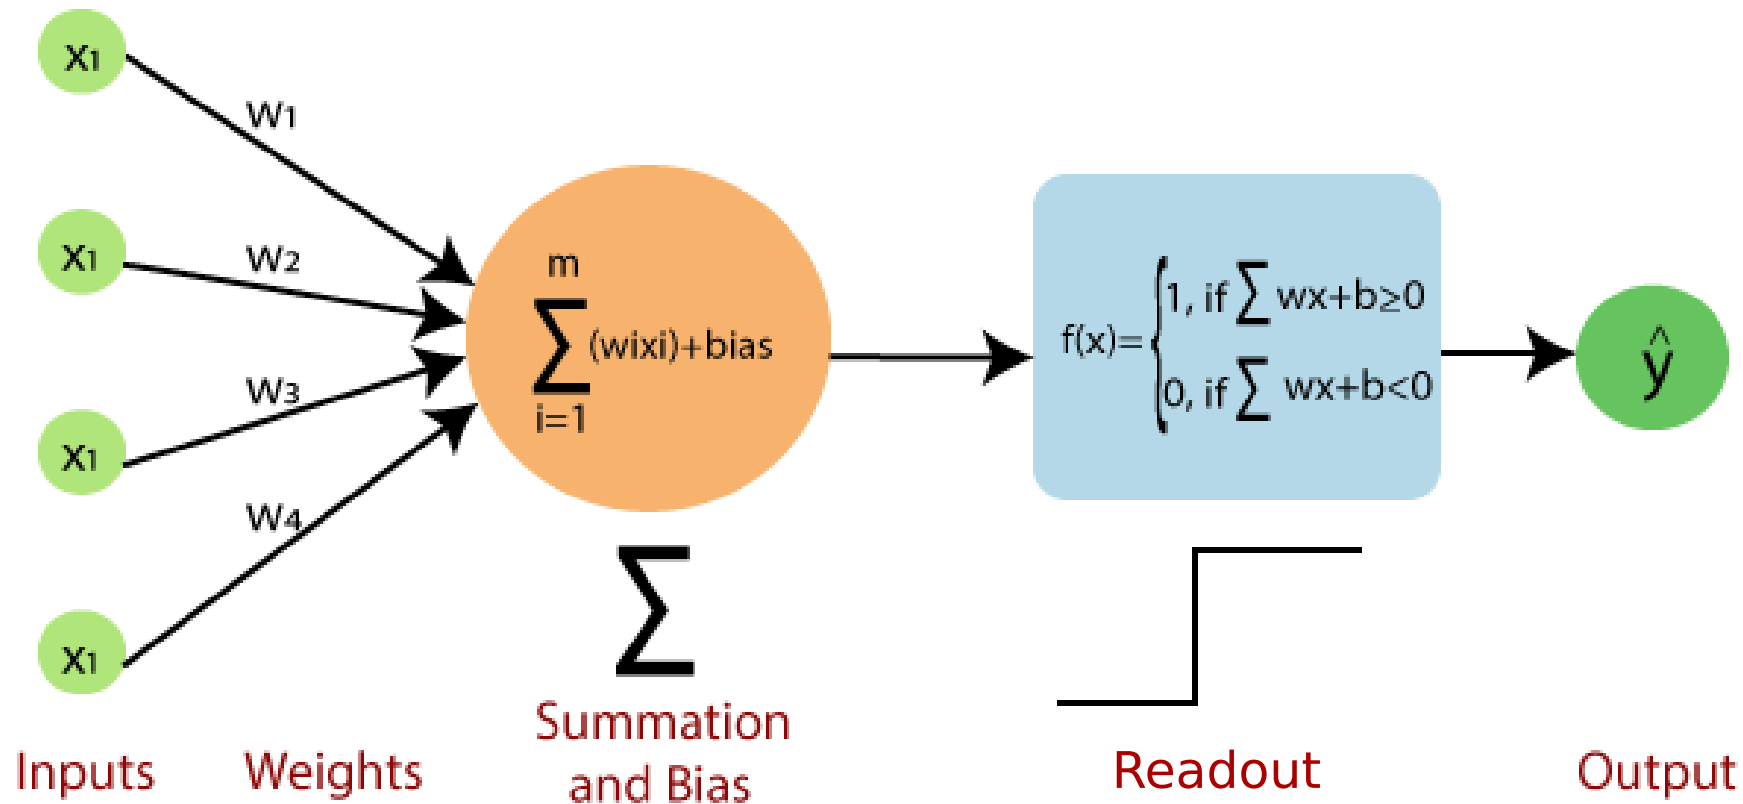 x1
x1
x1
x1
w1
w2
w3
w4
m
∑(wixi)+bias
i=1
∑
f(x)={
1, if ∑ wx+b≥0
0, if ∑ wx+b<0
ŷ
Inputs
Weights
Summation
and Bias
Readout
Output